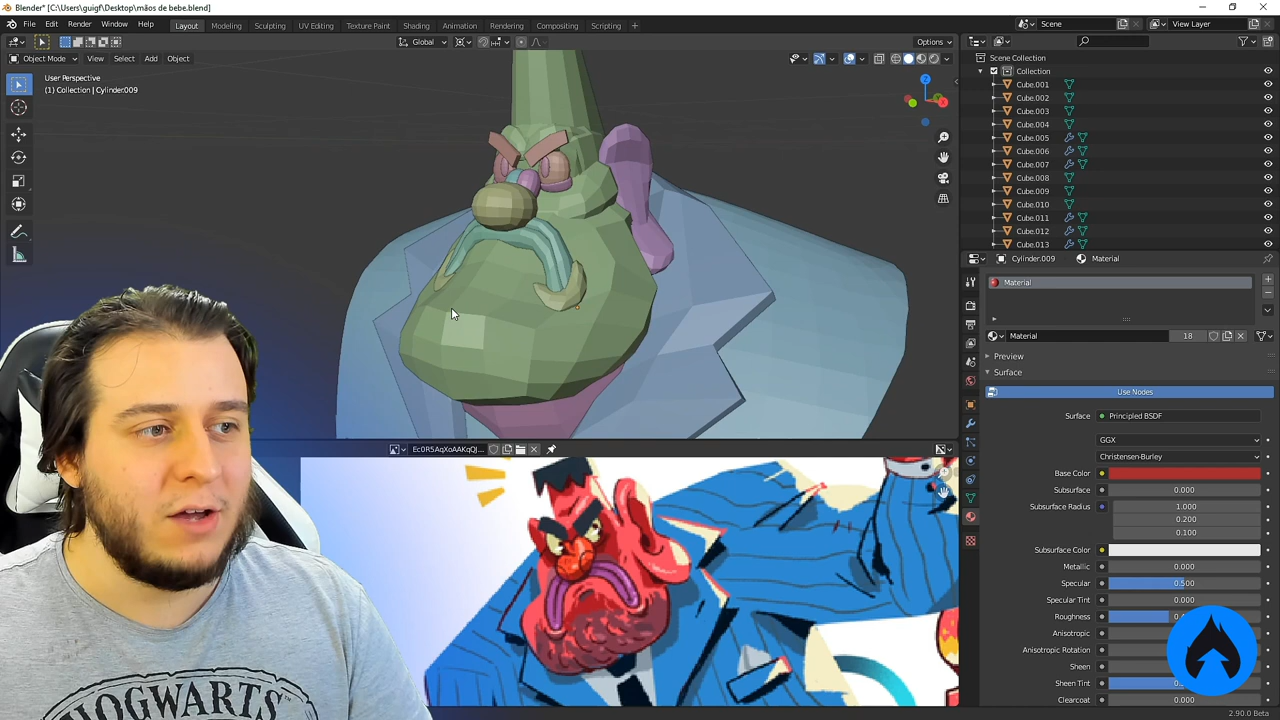 Blender* [C:\Users\guigf\Desktop\mãos de bebe.blend]
File Edit Render Window Help Layout Modeling Sculpting UV Editing Texture Paint Shading Animation Rendering Compositing Scripting + Scene View Layer
Global Options
Object Mode View Select Add Object
User Perspective
(1) Collection | Cylinder.009
Scene Collection
Collection
Cube.001
Cube.002
Cube.003
Cube.004
Cube.005
Cube.006
Cube.007
Cube.008
Cube.009
Cube.010
Cube.011
Cube.012
Cube.013
Cylinder.009 Material
Material
Material 18
Preview
Surface
Use Nodes
Surface Principled BSDF
GGX
Christensen-Burley
Base Color
Subsurface 0.000
Subsurface Radius 1.000
0.200
0.100
Subsurface Color
Metallic 0.000
Specular 0.500
Specular Tint 0.000
Roughness
Anisotropic
Anisotropic Rotation
Sheen
Sheen Tint
Clearcoat 0.000
2.90.0 Beta
HOGWARTS